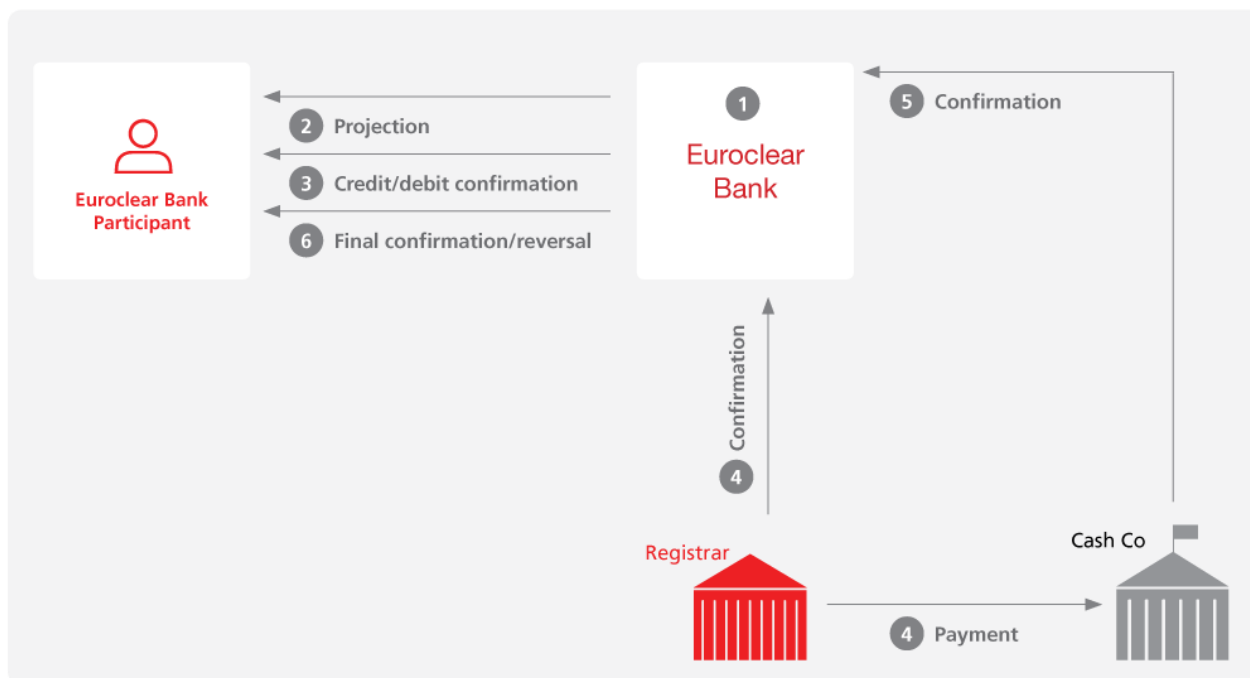 1
5 Confirmation
2 Projection
Euroclear
Bank
3 Credit/debit confirmation
Euroclear Bank
Participant
6 Final confirmation/reversal
Confirmation
4
Cash Co
Registrar
4 Payment